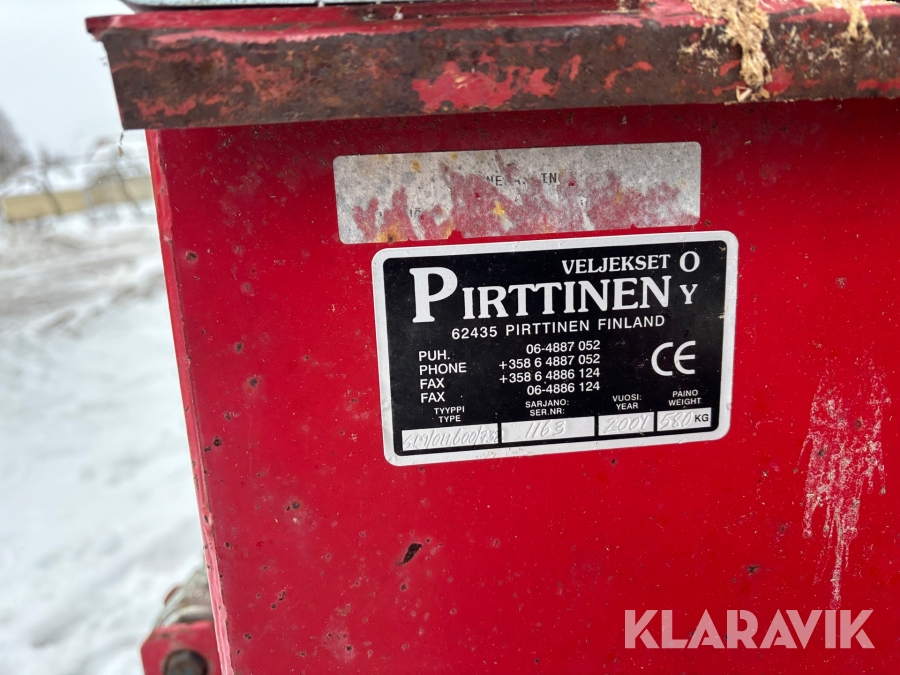 VELJEKSET OY
PIRTTINEN
62435 PIRTTINEN FINLAND
PUH. 06-4887 052
PHONE +358 6 4887 052
FAX +358 6 4886 124
FAX 06-4886 124
CE
TYYPPI SARJANO: VUOSI: PAINO
TYPE SER.NR: YEAR WEIGHT
1163 2001 580 KG
KLARAVIK